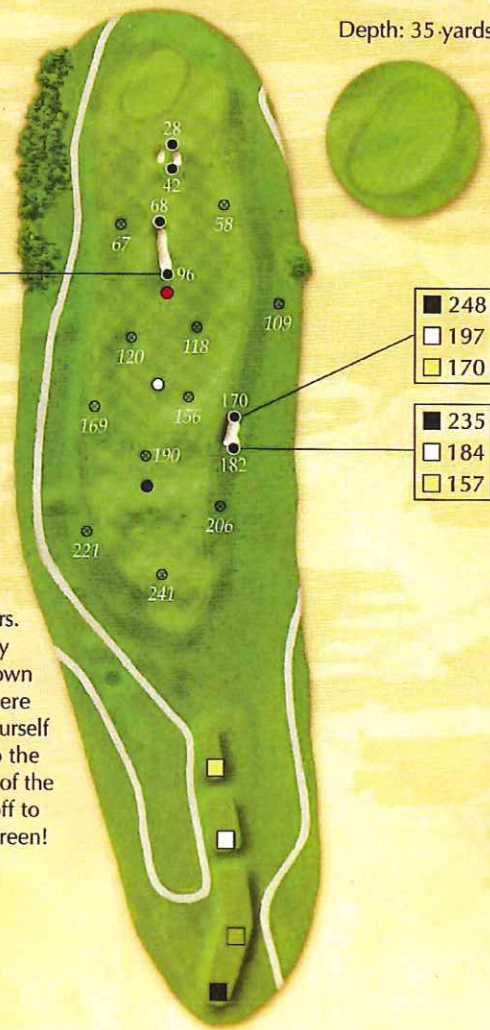 Depth: 35 yards
28
42
68
58
67
96
109
118
120
248
197
170
156
169
170
235
184
157
182
190
206
221
241
rs.
y
own
ere
urself
o the
of the
off to
reen!